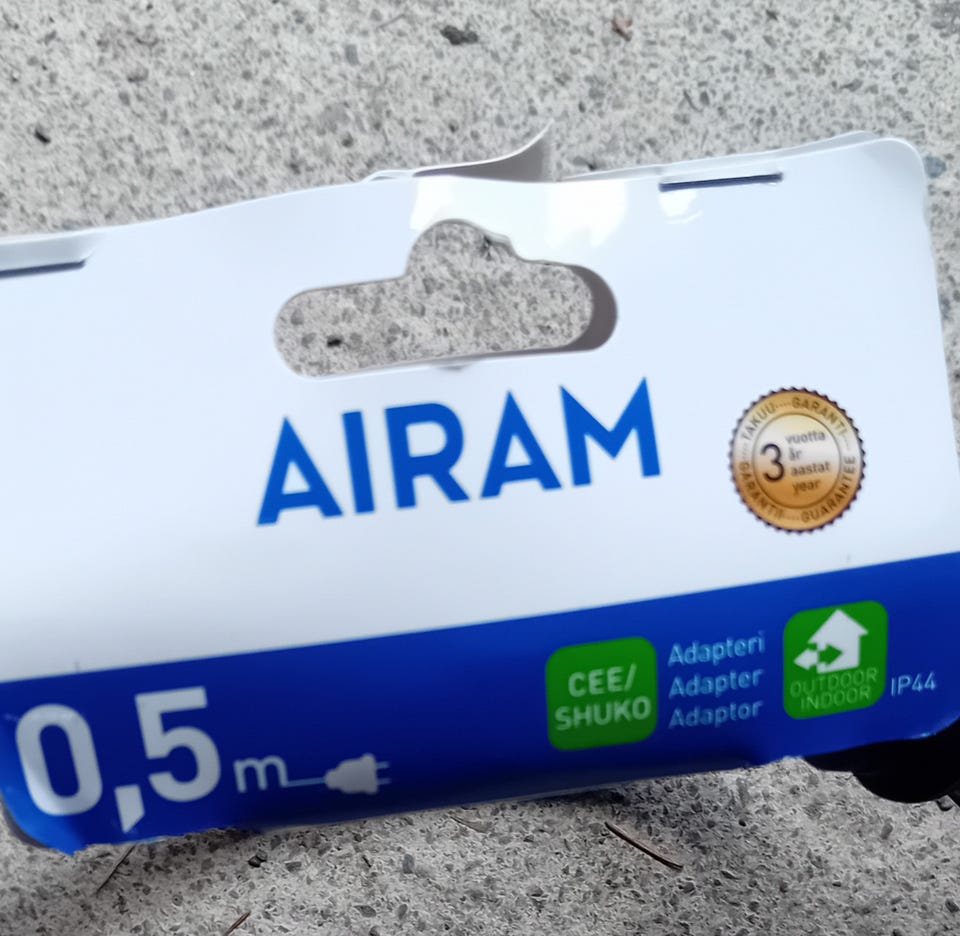 AIRAM
TAKUU
GARANTI
GARANTII
GUARANTEE
3
vuotta
år
aastat
year
0,5 m
CEE/
SHUKO
Adapteri
Adapter
Adaptor
OUTDOOR
INDOOR
IP44